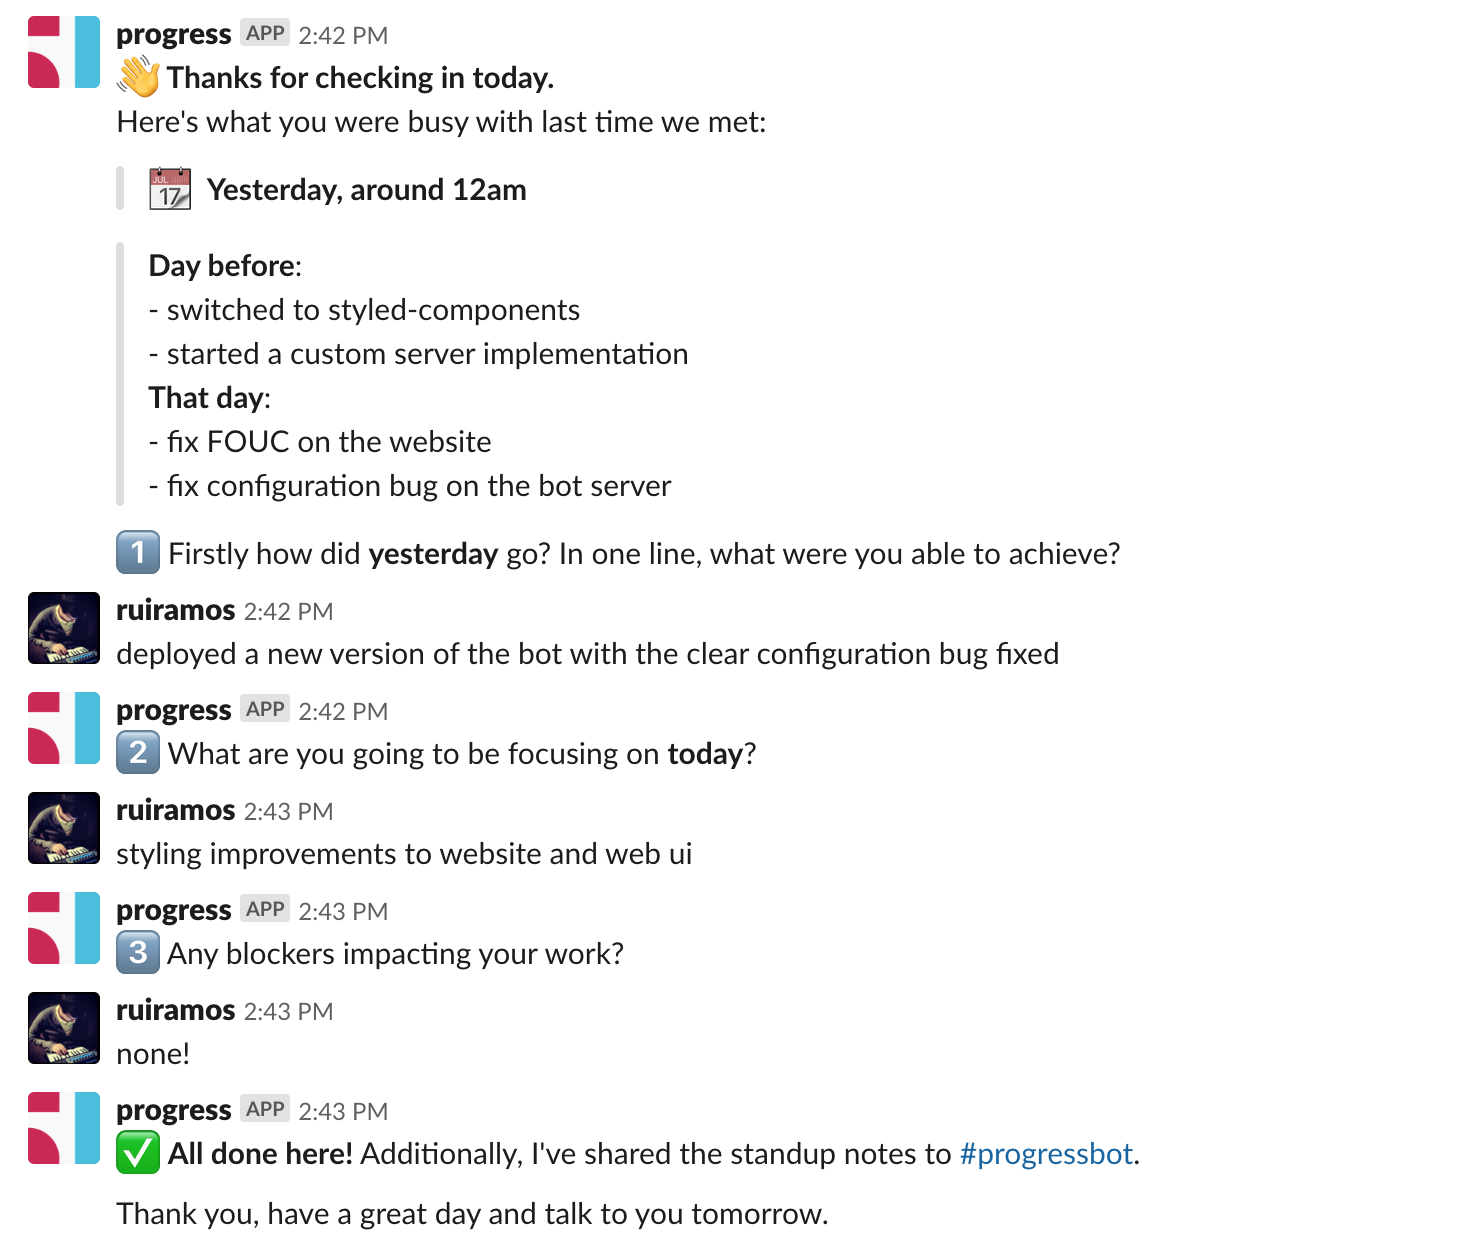 progress APP 2:42 PM
👋 Thanks for checking in today.
Here's what you were busy with last time we met:
JUL 17 Yesterday, around 12am
Day before:
- switched to styled-components
- started a custom server implementation
That day:
- fix FOUC on the website
- fix configuration bug on the bot server
1 Firstly how did yesterday go? In one line, what were you able to achieve?
ruiramos 2:42 PM
deployed a new version of the bot with the clear configuration bug fixed
progress APP 2:42 PM
2 What are you going to be focusing on today?
ruiramos 2:43 PM
styling improvements to website and web ui
progress APP 2:43 PM
3 Any blockers impacting your work?
ruiramos 2:43 PM
none!
progress APP 2:43 PM
✅ All done here! Additionally, I've shared the standup notes to #progressbot.
Thank you, have a great day and talk to you tomorrow.